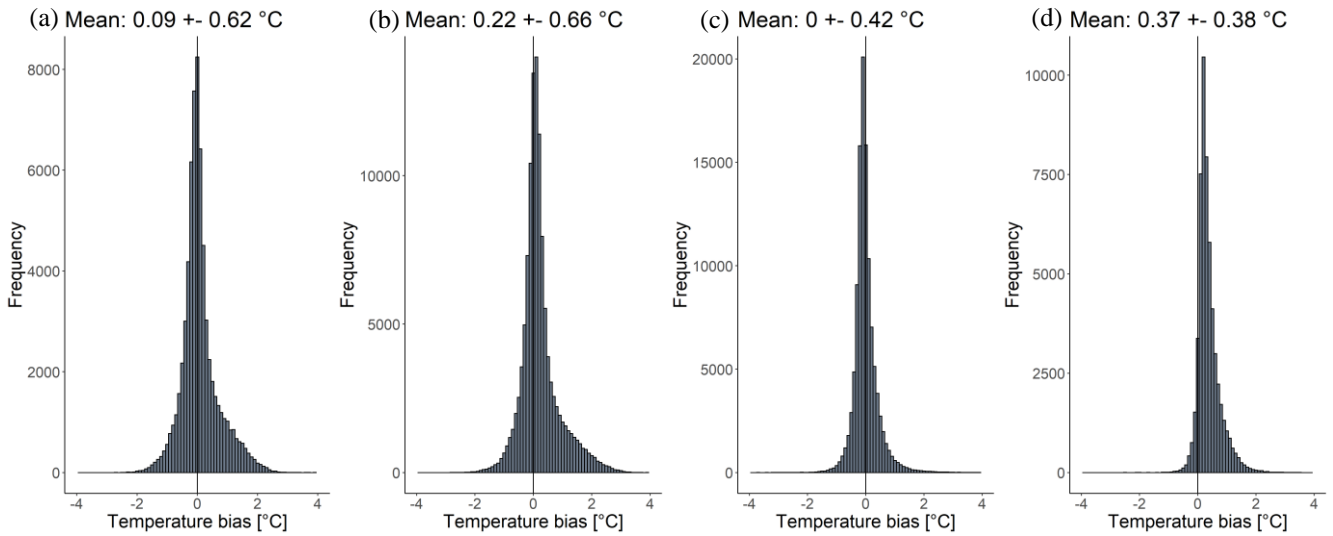 (a) Mean: 0.09 +- 0.62 °C
8000
6000
4000
2000
0
Frequency
-4 -2 0 2 4
Temperature bias [°C]
(b) Mean: 0.22 +- 0.66 °C
10000
5000
0
Frequency
-4 -2 0 2 4
Temperature bias [°C]
(c) Mean: 0 +- 0.42 °C
20000
15000
10000
5000
0
Frequency
-4 -2 0 2 4
Temperature bias [°C]
(d) Mean: 0.37 +- 0.38 °C
10000
7500
5000
2500
0
Frequency
-4 -2 0 2 4
Temperature bias [°C]